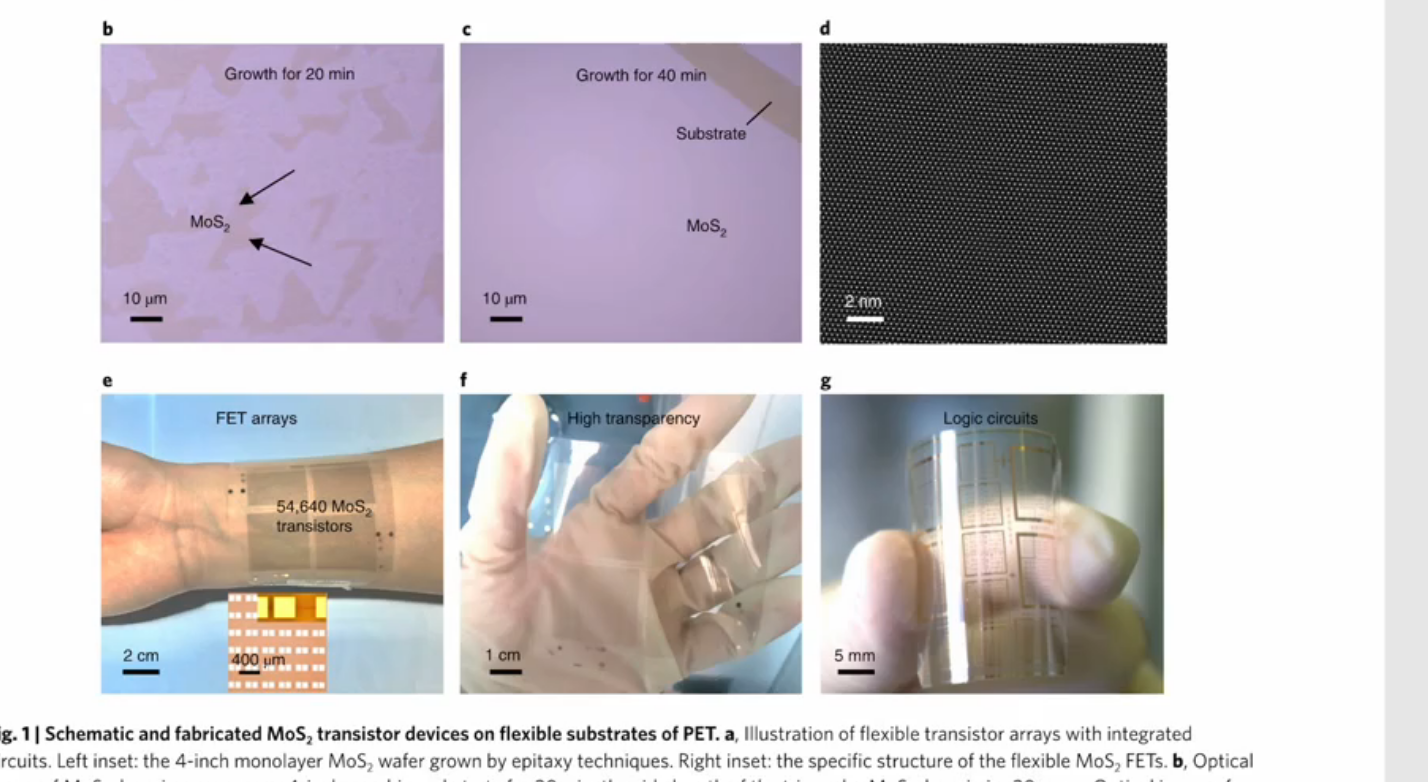 b
c
d
Growth for 20 min
Growth for 40 min
Substrate
MoS₂
MoS₂
10 μm
10 μm
2 nm
e
f
g
FET arrays
High transparency
Logic circuits
54,640 MoS₂
transistors
2 cm
400 μm
1 cm
5 mm
ig. 1 | Schematic and fabricated MoS₂ transistor devices on flexible substrates of PET. a, Illustration of flexible transistor arrays with integrated
rcuits. Left inset: the 4-inch monolayer MoS₂ wafer grown by epitaxy techniques. Right inset: the specific structure of the flexible MoS₂ FETs. b, Optical